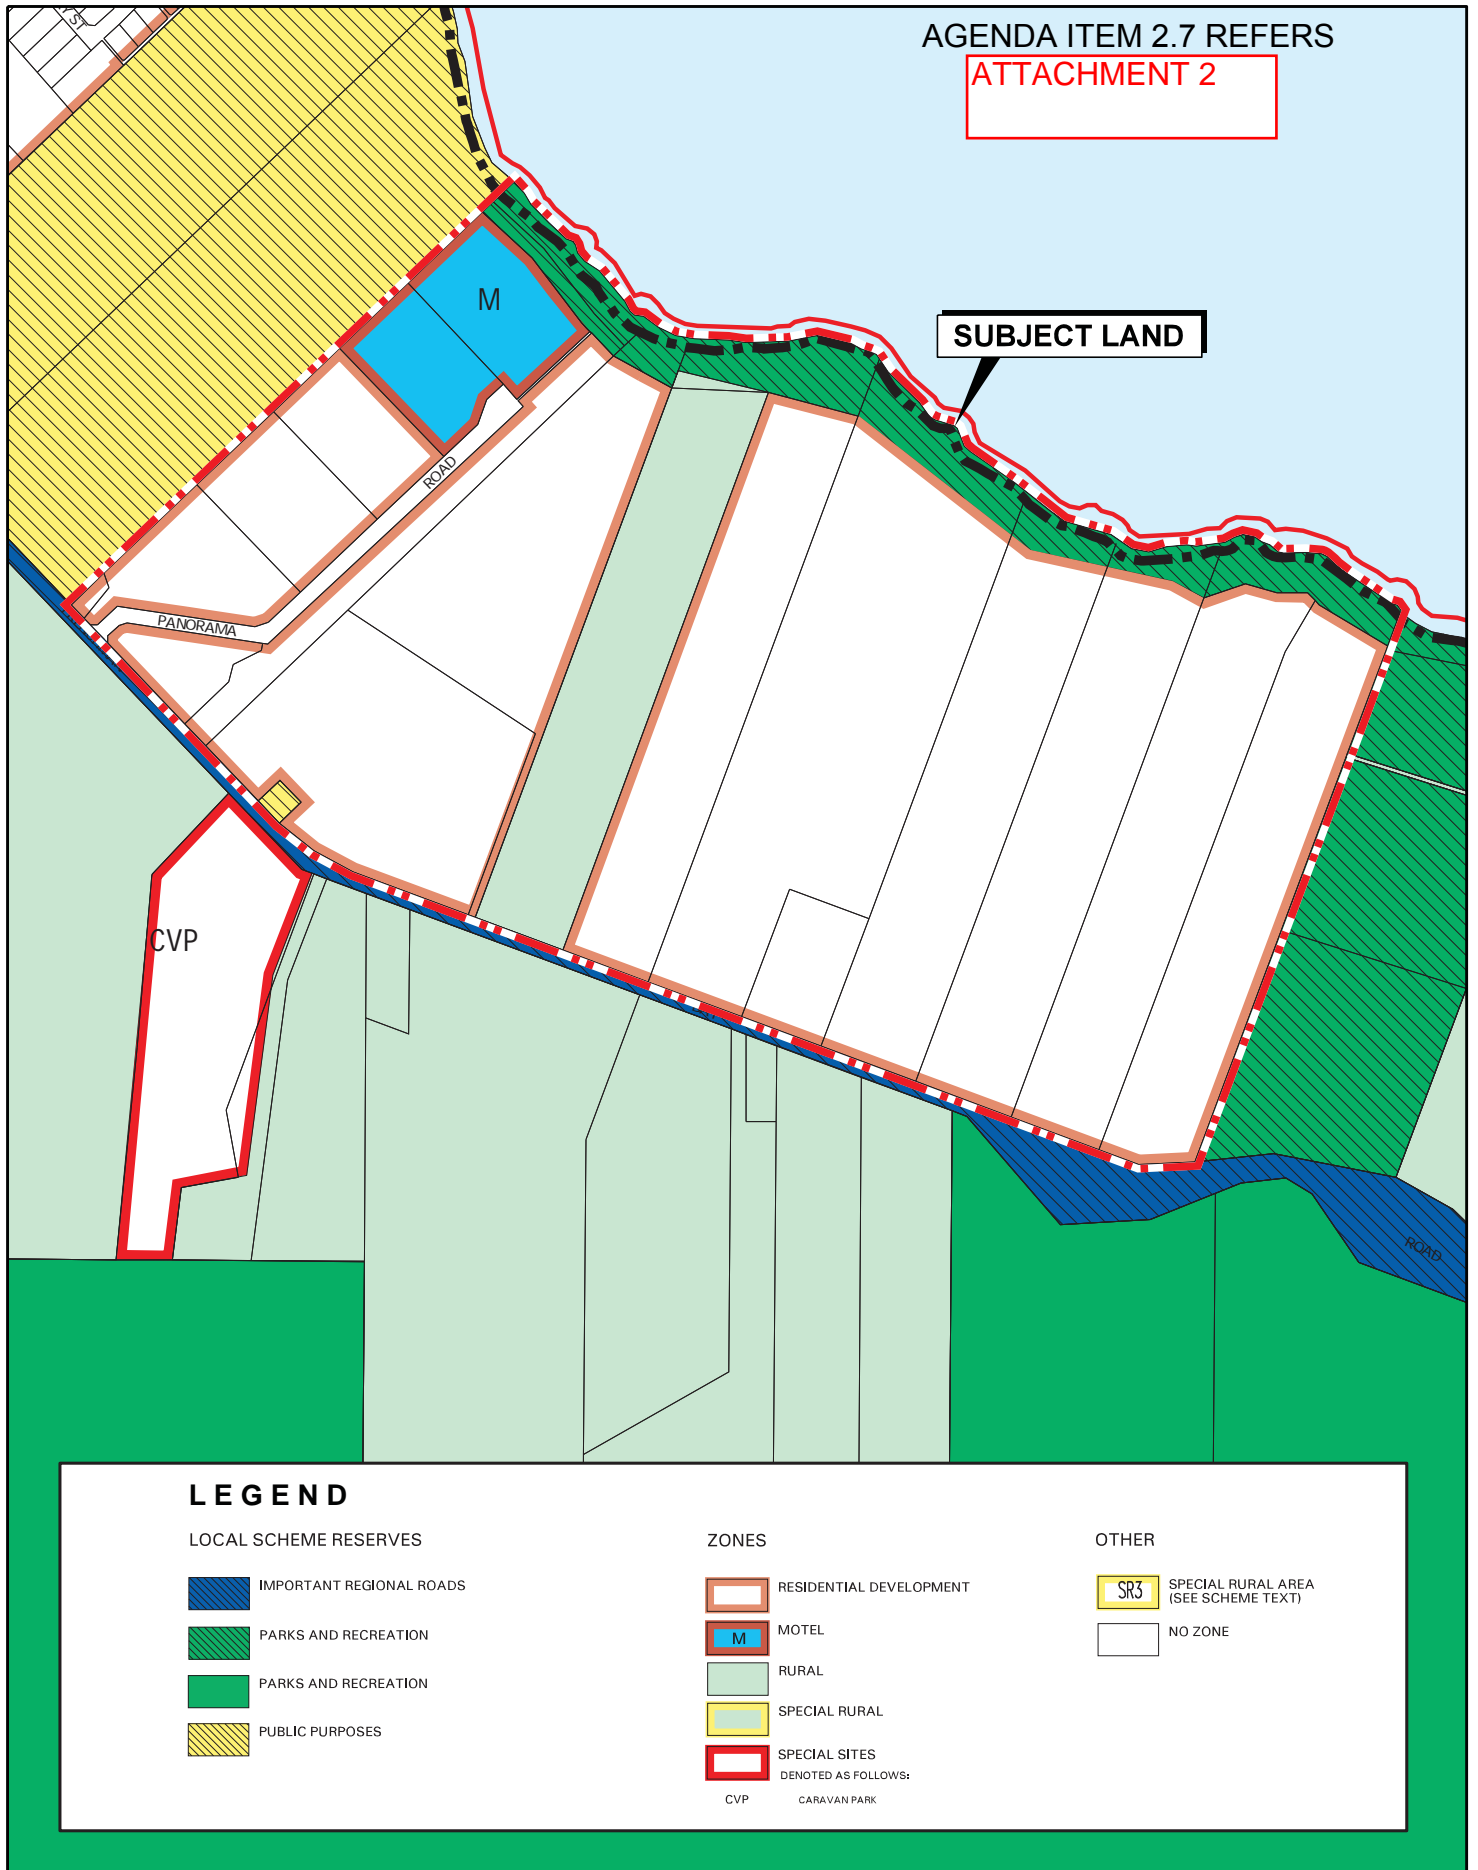 AGENDA ITEM 2.7 REFERS
ATTACHMENT 2
ST
M
SUBJECT LAND
ROAD
PANORAMA
CVP
ROAD
LEGEND
LOCAL SCHEME RESERVES
IMPORTANT REGIONAL ROADS
PARKS AND RECREATION
PARKS AND RECREATION
PUBLIC PURPOSES
ZONES
RESIDENTIAL DEVELOPMENT
M MOTEL
RURAL
SPECIAL RURAL
SPECIAL SITES
DENOTED AS FOLLOWS:
CVP CARAVAN PARK
OTHER
SR3 SPECIAL RURAL AREA
(SEE SCHEME TEXT)
NO ZONE